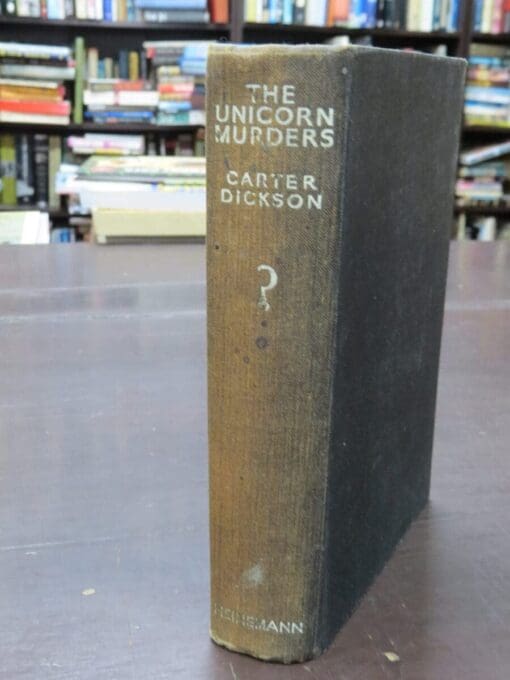 THE
UNICORN
MURDERS
CARTER
DICKSON
?
HEINEMANN